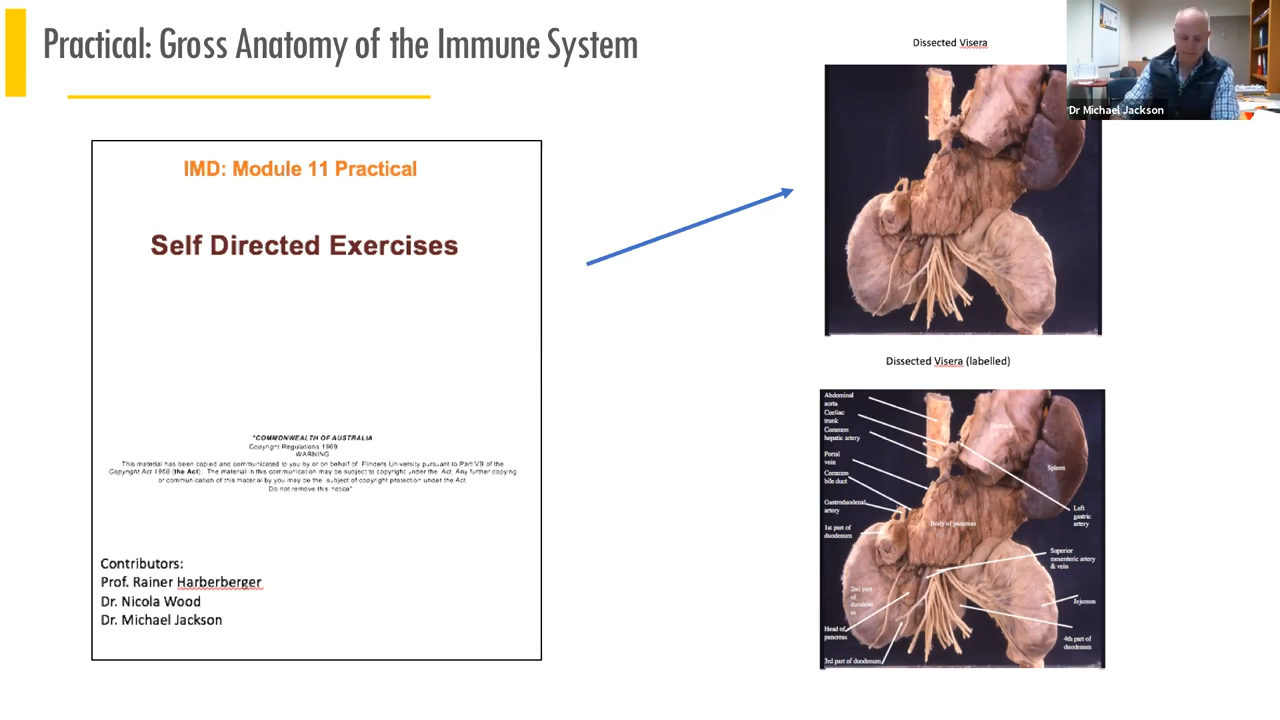 Practical: Gross Anatomy of the Immune System
IMD: Module 11 Practical
Self Directed Exercises
"COMMONWEALTH OF AUSTRALIA
Copyright Regulations 1969
WARNING
This material has been copied and communicated to you by or on behalf of Flinders University pursuant to Part VB of the
Copyright Act 1968 (the Act). The material in this communication may be subject to copyright under the Act. Any further copying
or communication of this material by you may be the subject of copyright protection under the Act.
Do not remove this notice"
Contributors:
Prof. Rainer Harberberger
Dr. Nicola Wood
Dr. Michael Jackson
Dissected Visera
Dr Michael Jackson
Dissected Visera (labelled)
Abdominal
aorta
Coeliac
trunk
Common
hepatic artery
Portal
vein
Common
bile duct
Gastroduodenal
artery
1st part of
duodenum
2nd part
of
duodenu
m
Head of
pancreas
3rd part of duodenum
Stomach
Spleen
Body of pancreas
Left
gastric
artery
Superior
mesenteric artery
& vein
Jejunum
4th part of
duodenum